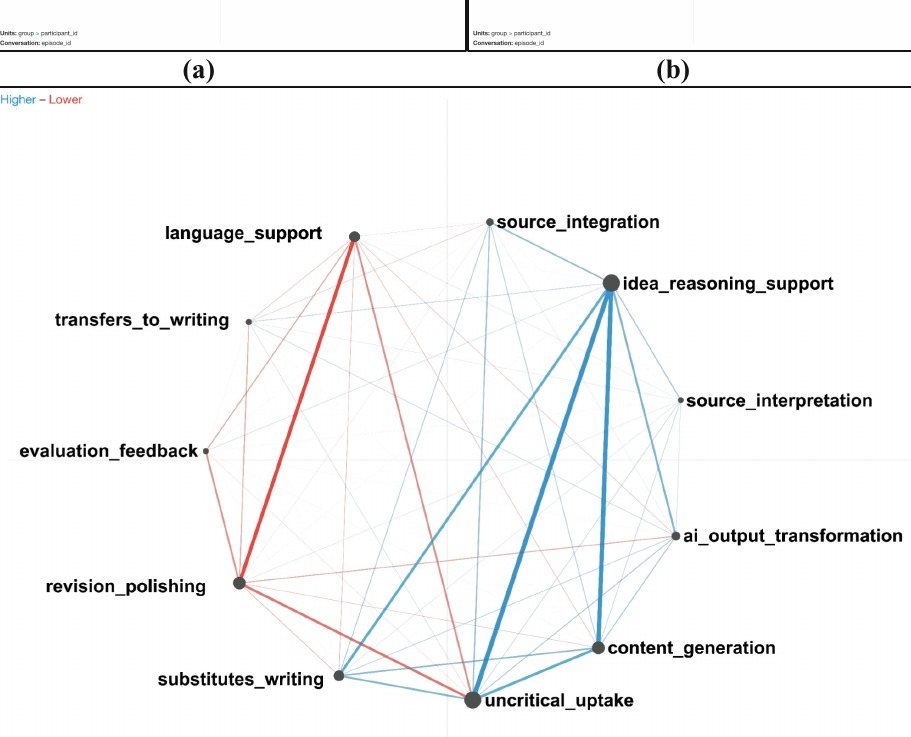 Units: group > participant_id
Conversation: episode_id
Units: group > participant_id
Conversation: episode_id
(a)
(b)
Higher – Lower
language_support
source_integration
idea_reasoning_support
transfers_to_writing
source_interpretation
evaluation_feedback
ai_output_transformation
revision_polishing
content_generation
substitutes_writing
uncritical_uptake